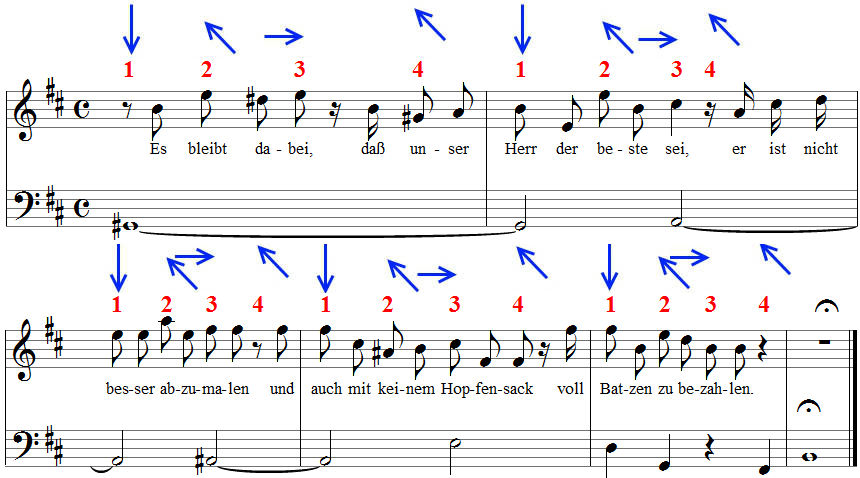 1 2 3 4 1 2 3 4
Es bleibt da - bei, daß un - ser Herr der be - ste sei, er ist nicht
1 2 3 4 1 2 3 4 1 2 3 4
bes-ser ab-zu-ma-len und auch mit kei-nem Hop-fen-sack voll Bat-zen zu be-zah-len.